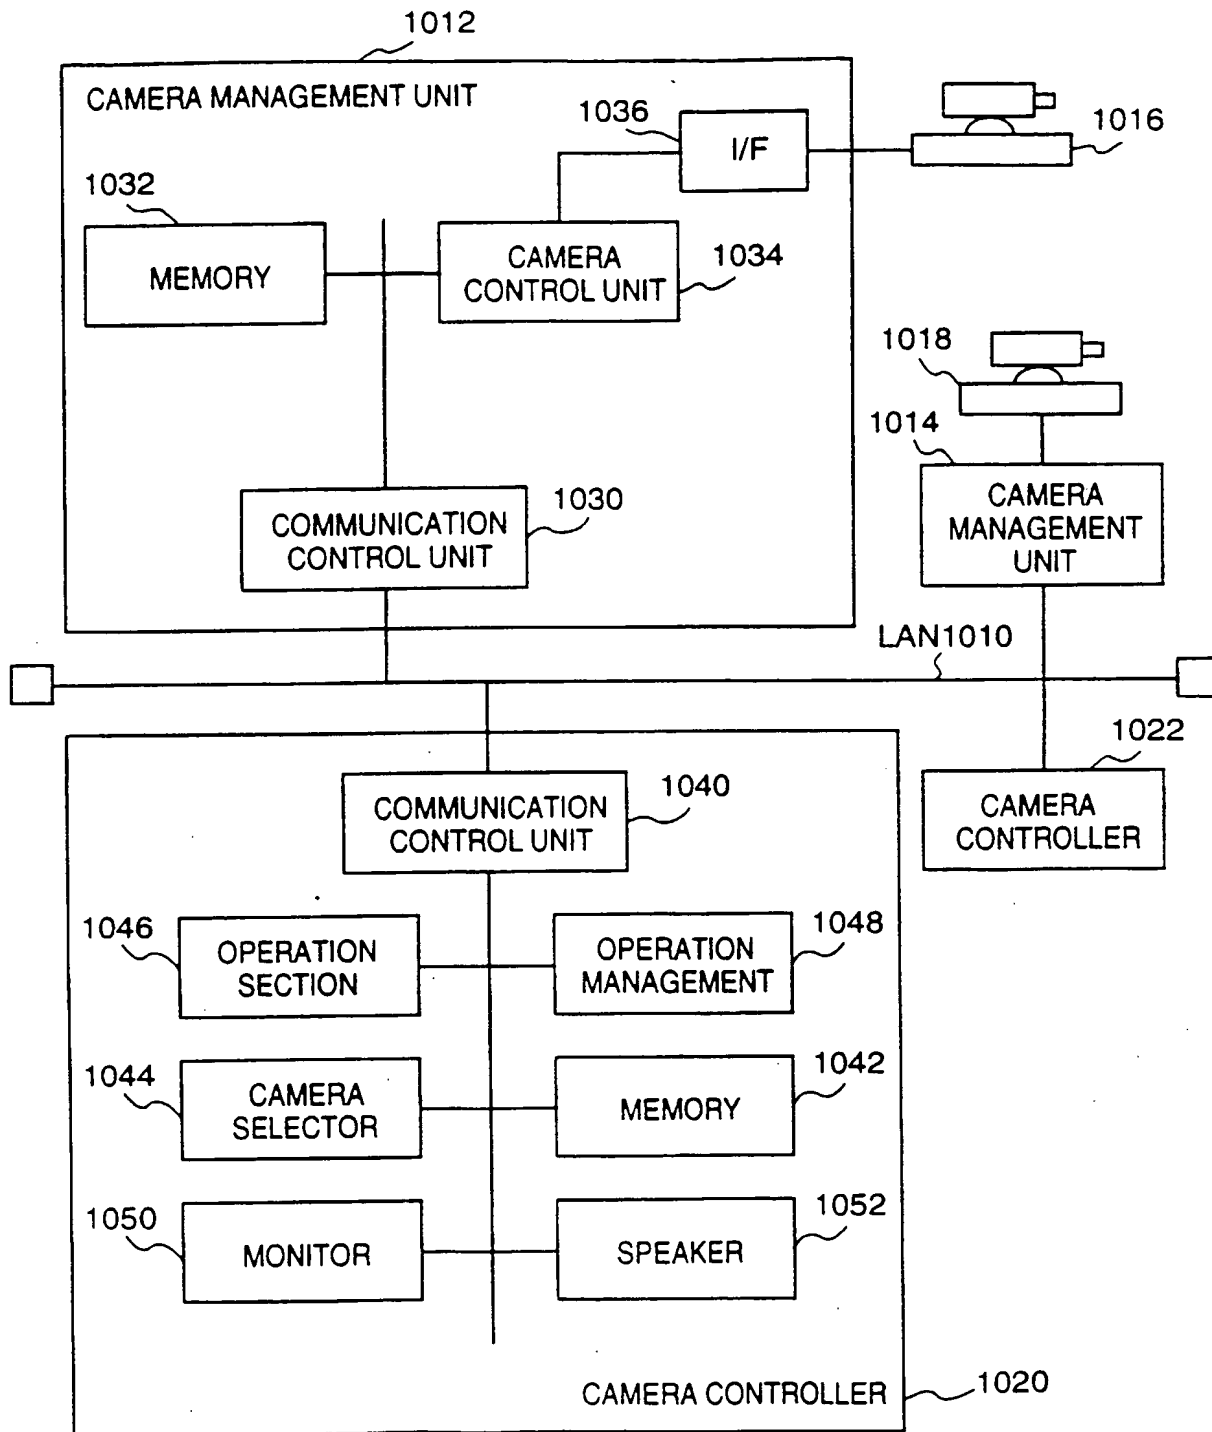 1012
CAMERA MANAGEMENT UNIT
1036
I/F
1016
1032
MEMORY
CAMERA
CONTROL UNIT
1034
1018
1014
CAMERA
MANAGEMENT
UNIT
COMMUNICATION
CONTROL UNIT
1030
LAN1010
1022
CAMERA
CONTROLLER
COMMUNICATION
CONTROL UNIT
1040
1046
OPERATION
SECTION
OPERATION
MANAGEMENT
1048
1044
CAMERA
SELECTOR
MEMORY
1042
1050
MONITOR
SPEAKER
1052
CAMERA CONTROLLER
1020